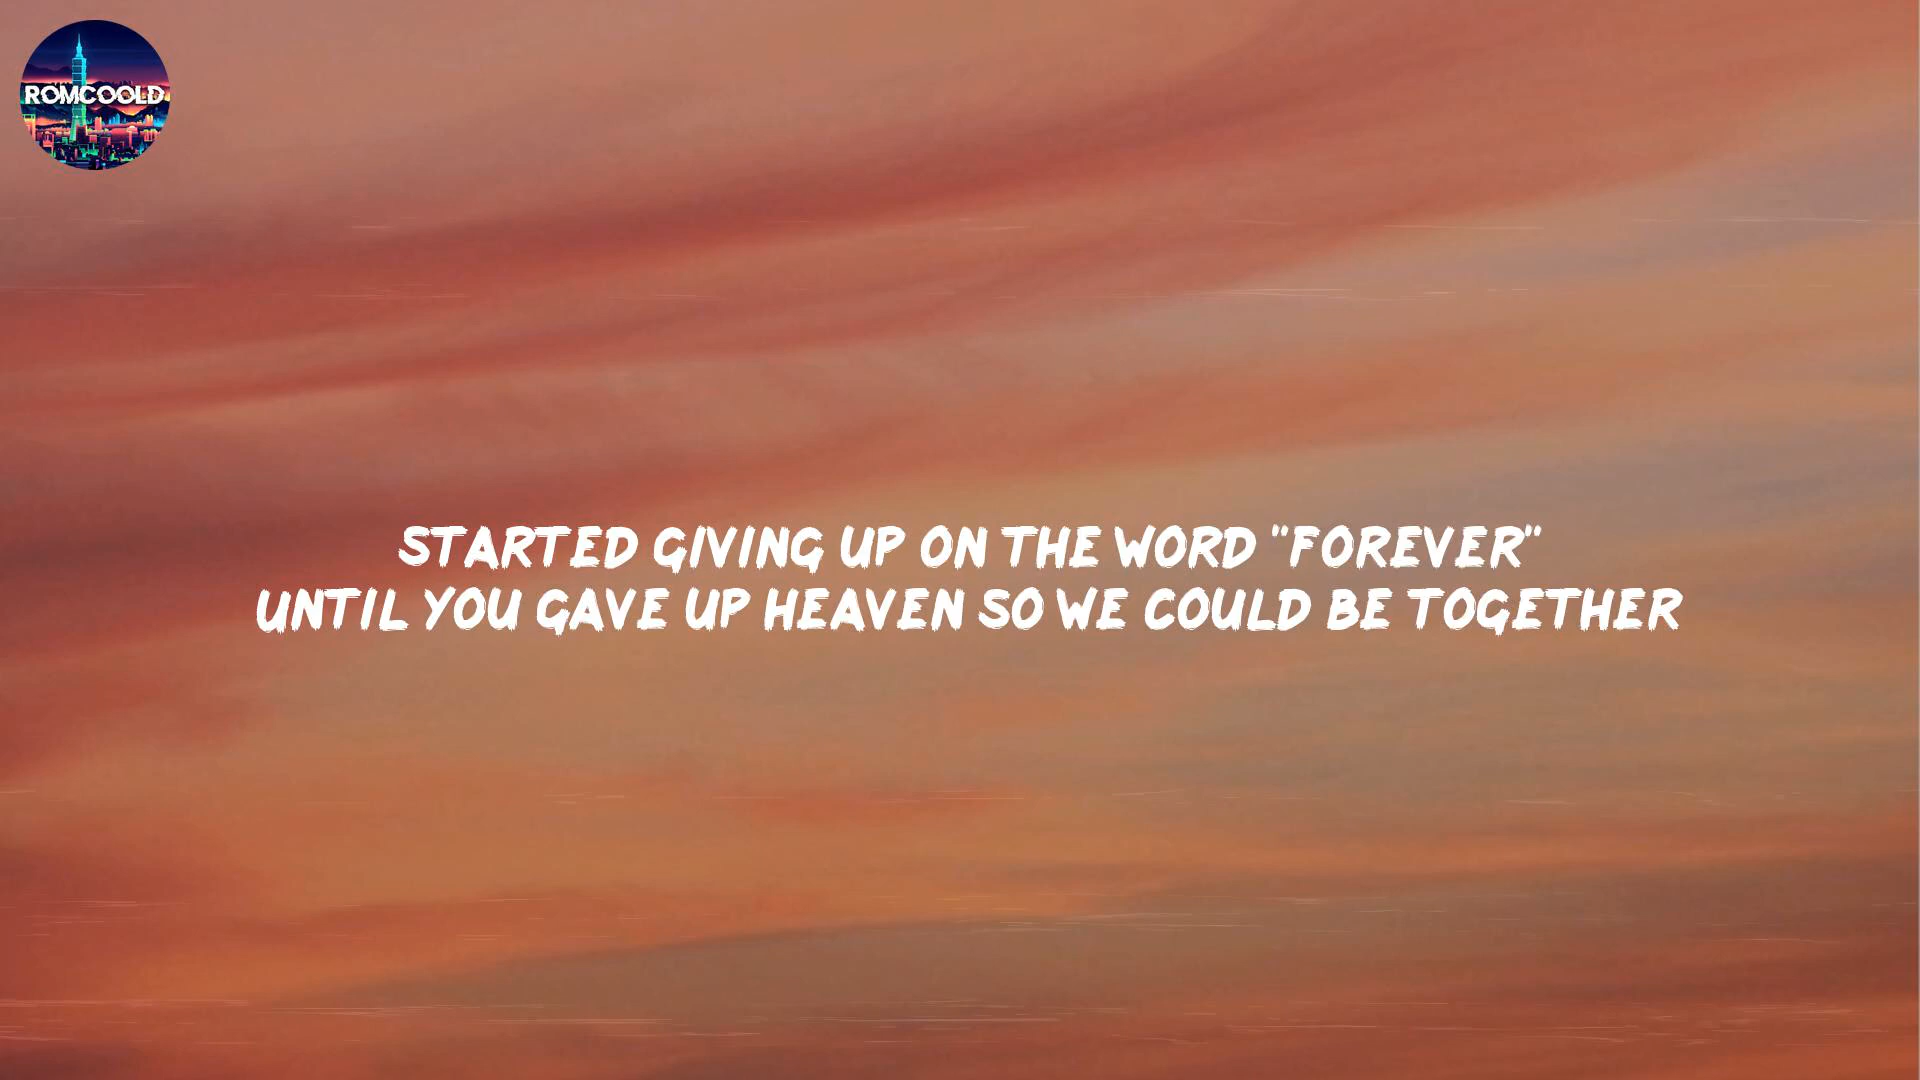 ROMCOOLD
STARTED GIVING UP ON THE WORD "FOREVER"
UNTIL YOU GAVE UP HEAVEN SO WE COULD BE TOGETHER